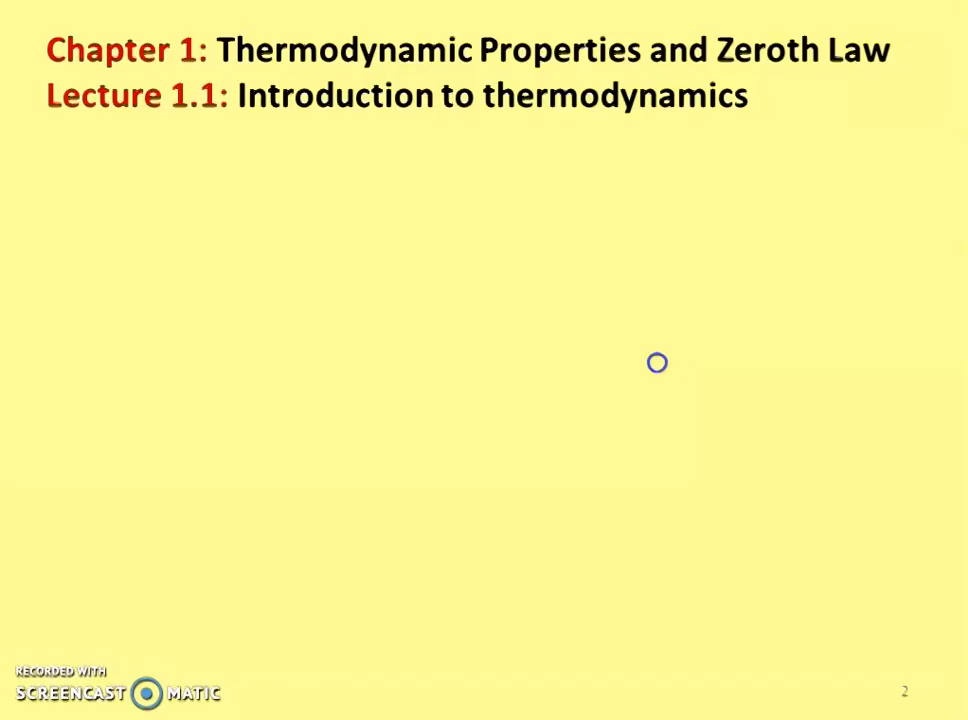 Chapter 1: Thermodynamic Properties and Zeroth Law
Lecture 1.1: Introduction to thermodynamics
RECORDED WITH
SCREENCAST MATIC
2